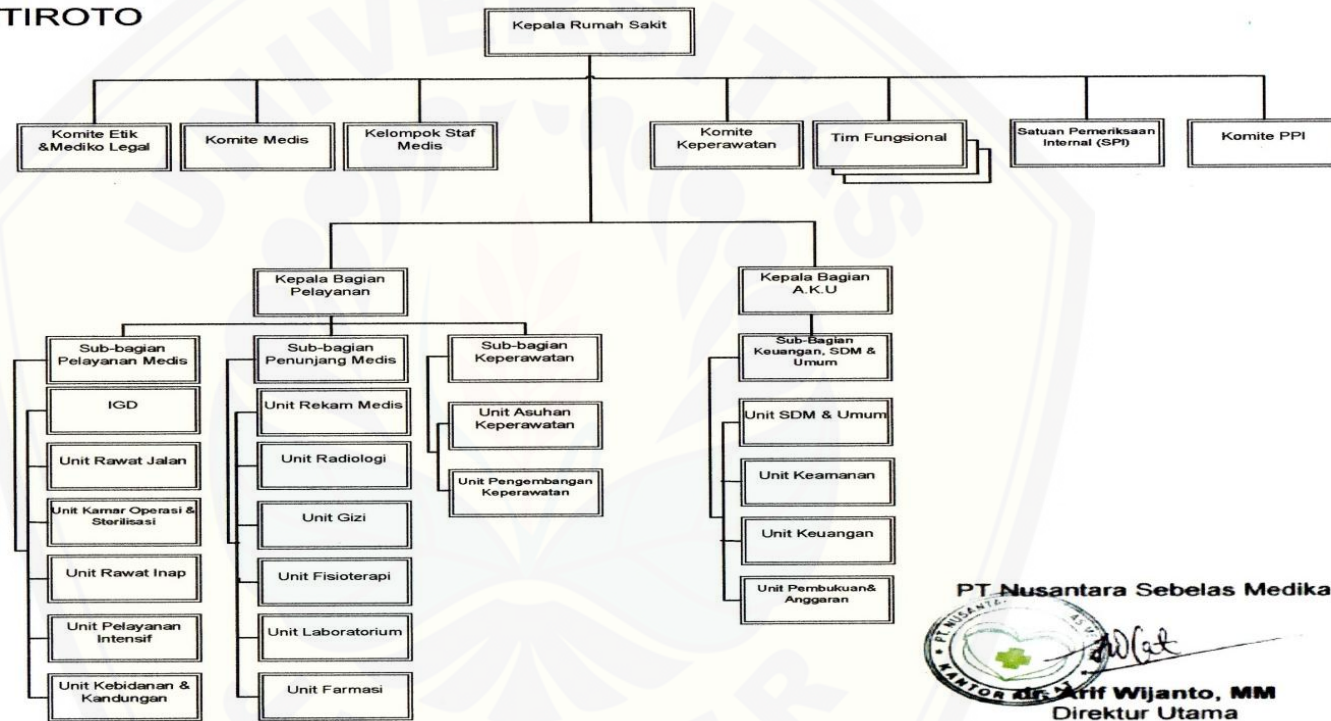 TIROTO
Kepala Rumah Sakit
Komite Etik
&Mediko Legal
Komite Medis
Kelompok Staf
Medis
Komite
Keperawatan
Tim Fungsional
Satuan Pemeriksaan
Internal (SPI)
Komite PPI
Kepala Bagian
Pelayanan
Kepala Bagian
A.K.U
Sub-bagian
Pelayanan Medis
Sub-bagian
Penunjang Medis
Sub-bagian
Keperawatan
Sub-Bagian
Keuangan, SDM &
Umum
IGD
Unit Rawat Jalan
Unit Kamar Operasi &
Sterilisasi
Unit Rawat Inap
Unit Pelayanan
Intensif
Unit Kebidanan &
Kandungan
Unit Rekam Medis
Unit Radiologi
Unit Gizi
Unit Fisioterapi
Unit Laboratorium
Unit Farmasi
Unit Asuhan
Keperawatan
Unit Pengembangan
Keperawatan
Unit SDM & Umum
Unit Keamanan
Unit Keuangan
Unit Pembukuan&
Anggaran
PT Nusantara Sebelas Medika
PT NUSANTA
KANTOR
dr. Arif Wijanto, MM
Direktur Utama
UNIVERSITAS